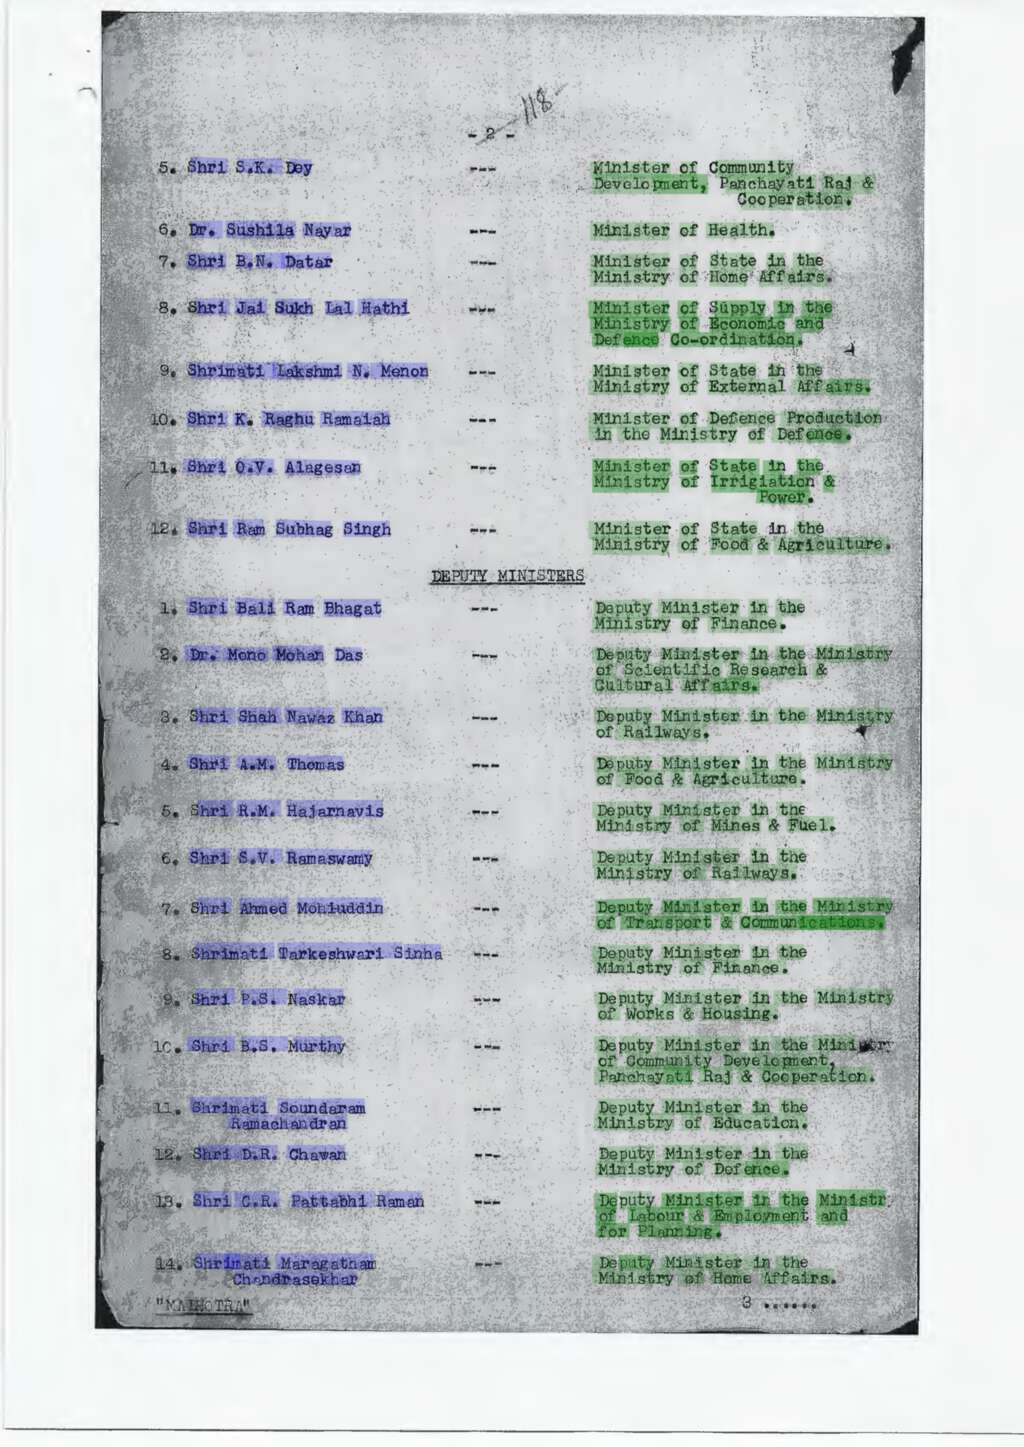 118
- 2 -
5. Shri S.K. Dey --- Minister of Community
Development, Panchayati Raj &
Cooperation.
6. Dr. Sushila Nayar --- Minister of Health.
7. Shri B.N. Datar --- Minister of State in the
Ministry of Home Affairs.
8. Shri Jai Sukh Lal Hathi --- Minister of Supply in the
Ministry of Economic and
Defence Co-ordination.
9. Shrimati Lakshmi N. Menon --- Minister of State in the
Ministry of External Affairs.
10. Shri K. Raghu Ramaiah --- Minister of Defence Production
in the Ministry of Defence.
11. Shri O.V. Alagesan --- Minister of State in the
Ministry of Irrigiation &
Power.
12. Shri Ram Subhag Singh --- Minister of State in the
Ministry of Food & Agriculture.
DEPUTY MINISTERS
1. Shri Bali Ram Bhagat --- Deputy Minister in the
Ministry of Finance.
2. Dr. Mono Mohan Das --- Deputy Minister in the Ministry
of Scientific Research &
Cultural Affairs.
3. Shri Shah Nawaz Khan --- Deputy Minister in the Ministry
of Railways.
4. Shri A.M. Thomas --- Deputy Minister in the Ministry
of Food & Agriculture.
5. Shri R.M. Hajarnavis --- Deputy Minister in the
Ministry of Mines & Fuel.
6. Shri S.V. Ramaswamy --- Deputy Minister in the
Ministry of Railways.
7. Shri Ahmed Mohiuddin --- Deputy Minister in the Ministry
of Transport & Communications.
8. Shrimati Tarkeshwari Sinha --- Deputy Minister in the
Ministry of Finance.
9. Shri P.S. Naskar --- Deputy Minister in the Ministry
of Works & Housing.
10. Shri B.S. Murthy --- Deputy Minister in the Ministry
of Community Development,
Panchayati Raj & Cooperation.
11. Shrimati Soundaram --- Deputy Minister in the
Ramachandran Ministry of Education.
12. Shri D.R. Chavan --- Deputy Minister in the
Ministry of Defence.
13. Shri C.R. Pattabhi Raman --- Deputy Minister in the Ministr
of Labour & Employment and
for Planning.
14. Shrimati Maragatham --- Deputy Minister in the
Chandrasekhar Ministry of Home Affairs.
"MALHOTRA" 3 ......